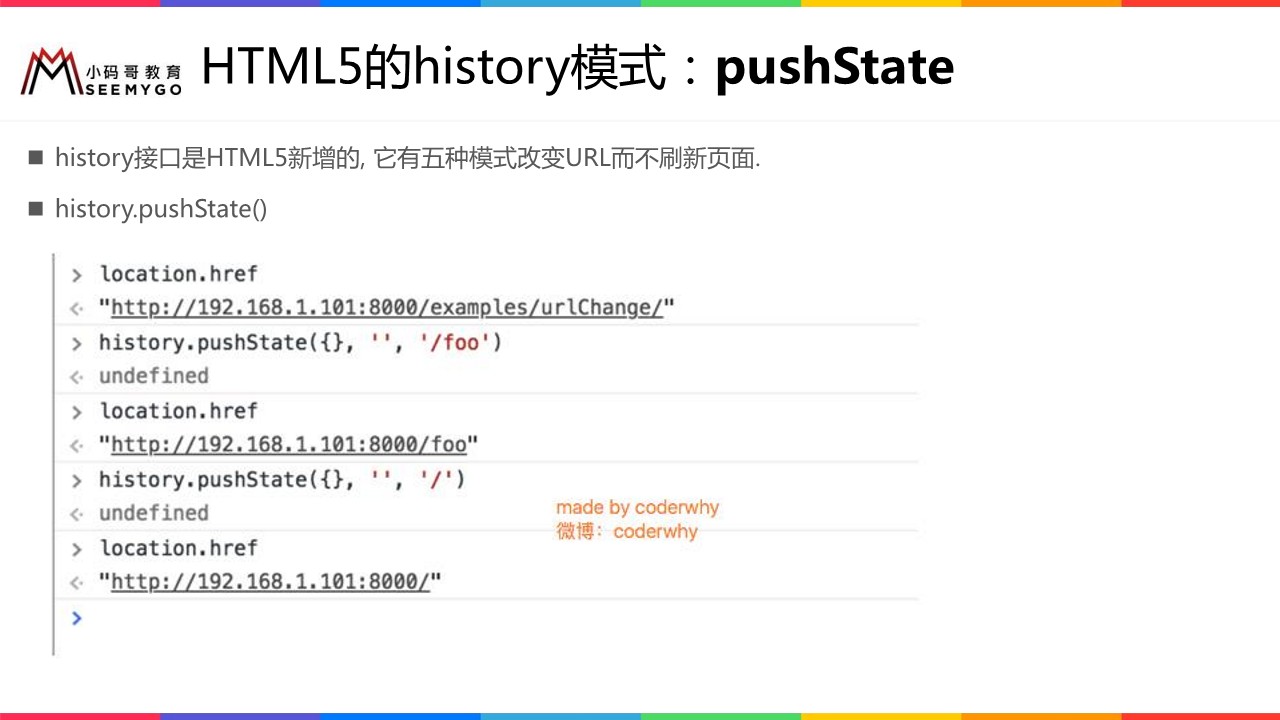 小码哥教育
SEEMYGO
HTML5的history模式：pushState
history接口是HTML5新增的, 它有五种模式改变URL而不刷新页面.
history.pushState()
> location.href
<· "http://192.168.1.101:8000/examples/urlChange/"
> history.pushState({}, '', '/foo')
<· undefined
> location.href
<· "http://192.168.1.101:8000/foo"
> history.pushState({}, '', '/')
<· undefined
> location.href
<· "http://192.168.1.101:8000/"
>
made by coderwhy
微博：coderwhy